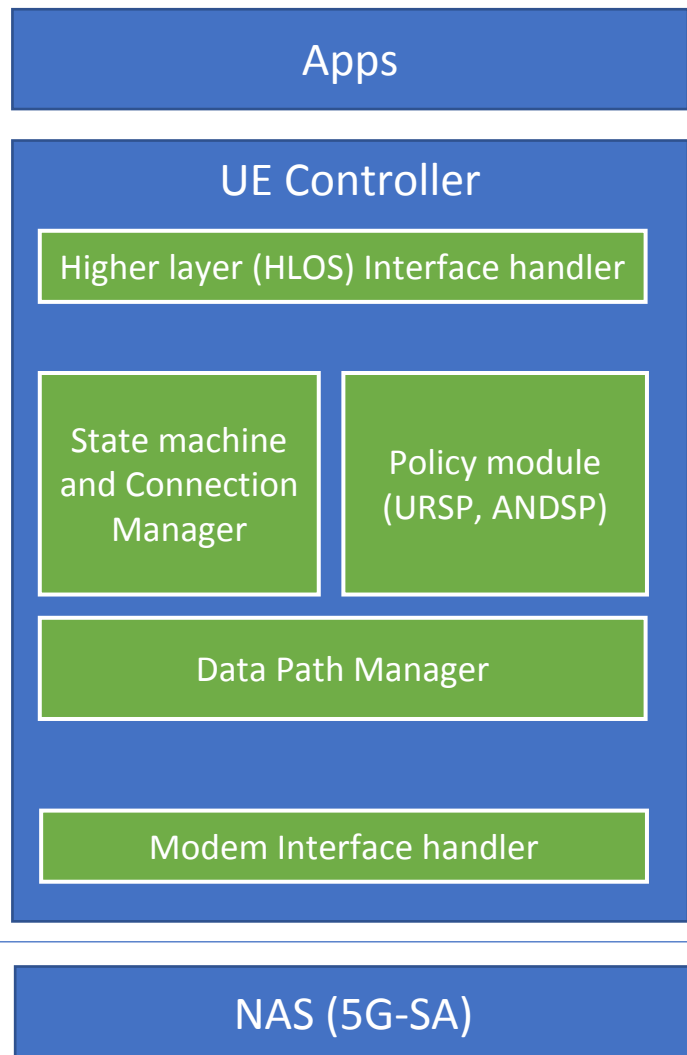 Apps
UE Controller
Higher layer (HLOS) Interface handler
State machine
and Connection
Manager
Policy module
(URSP, ANDSP)
Data Path Manager
Modem Interface handler
NAS (5G-SA)